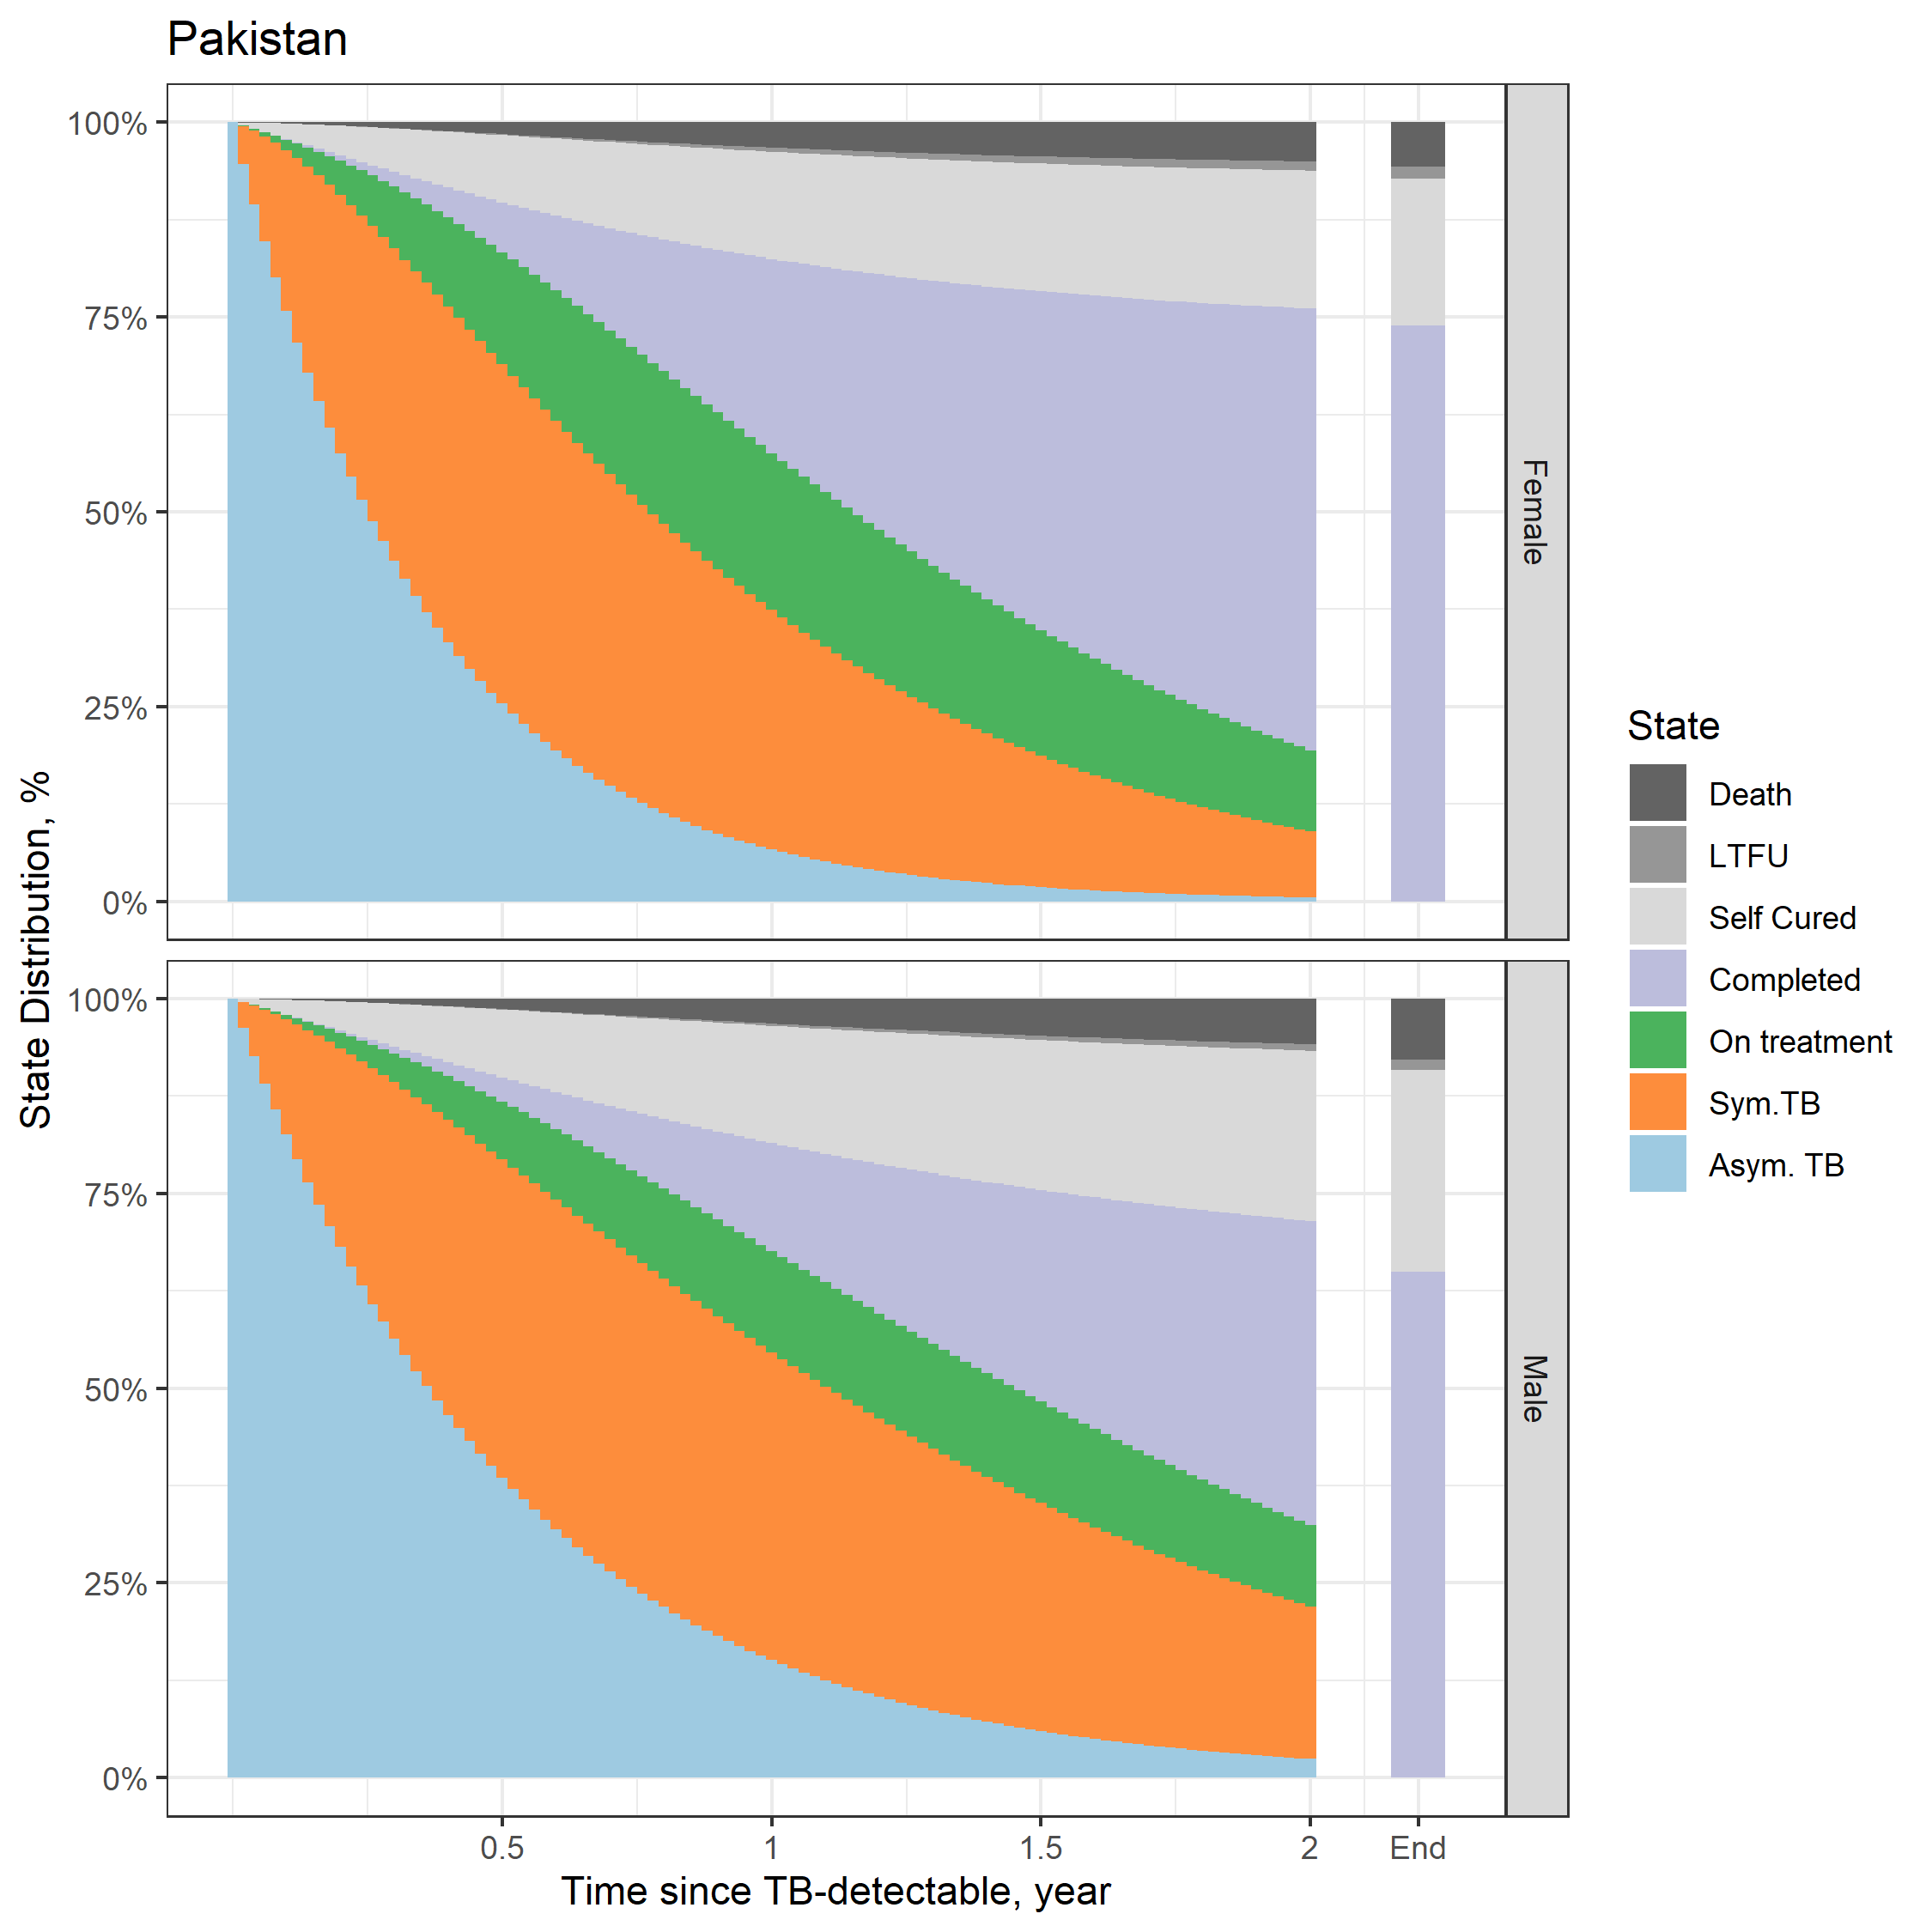 Pakistan
State Distribution, %
100%
75%
50%
25%
0%
Female
100%
75%
50%
25%
0%
Male
0.5
1
1.5
2
End
Time since TB-detectable, year
State
Death
LTFU
Self Cured
Completed
On treatment
Sym.TB
Asym. TB